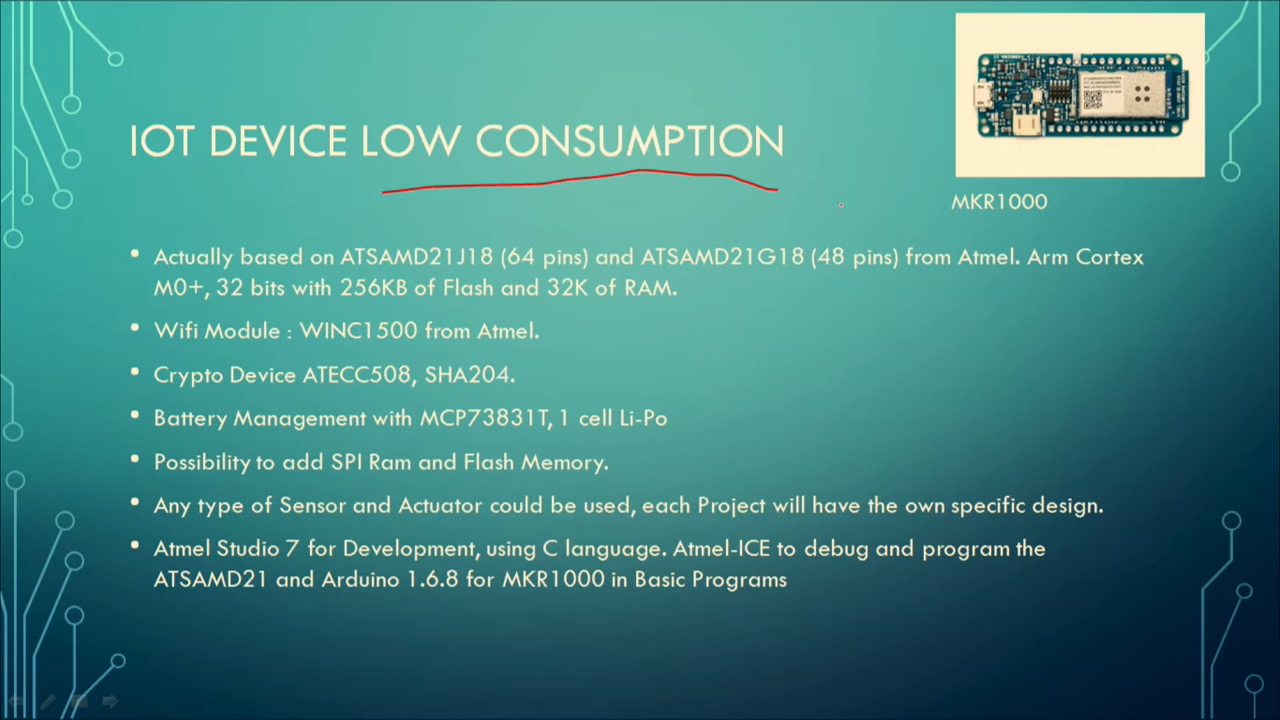 IOT DEVICE LOW CONSUMPTION
MKR1000
• Actually based on ATSAMD21J18 (64 pins) and ATSAMD21G18 (48 pins) from Atmel. Arm Cortex
M0+, 32 bits with 256KB of Flash and 32K of RAM.
• Wifi Module : WINC1500 from Atmel.
• Crypto Device ATECC508, SHA204.
• Battery Management with MCP73831T, 1 cell Li-Po
• Possibility to add SPI Ram and Flash Memory.
• Any type of Sensor and Actuator could be used, each Project will have the own specific design.
• Atmel Studio 7 for Development, using C language. Atmel-ICE to debug and program the
ATSAMD21 and Arduino 1.6.8 for MKR1000 in Basic Programs